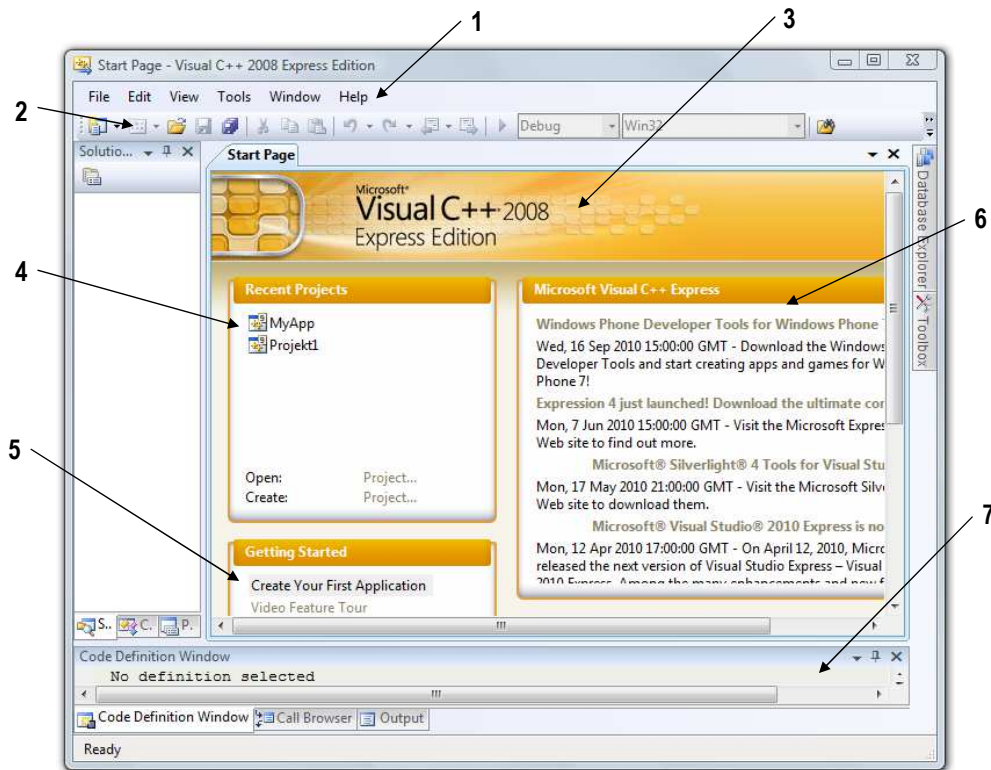 1
3
Start Page - Visual C++ 2008 Express Edition
File Edit View Tools Window Help
2
Debug Win32
Solutio...
Start Page
Microsoft
Visual C++ 2008
Express Edition
Database Explorer
Toolbox
6
4
Recent Projects
MyApp
Projekt1
Open: Project...
Create: Project...
Microsoft Visual C++ Express
Windows Phone Developer Tools for Windows Phone
Wed, 16 Sep 2010 15:00:00 GMT - Download the Windows
Developer Tools and start creating apps and games for W
Phone 7!
Expression 4 just launched! Download the ultimate cor
Mon, 7 Jun 2010 15:00:00 GMT - Visit the Microsoft Expres
Web site to find out more.
Microsoft® Silverlight® 4 Tools for Visual Stu
Mon, 17 May 2010 21:00:00 GMT - Visit the Microsoft Silv
Web site to download them.
Microsoft® Visual Studio® 2010 Express is no
Mon, 12 Apr 2010 17:00:00 GMT - On April 12, 2010, Micro
released the next version of Visual Studio Express – Visual
2010 Express. Among the many enhancements and new f
5
7
Getting Started
Create Your First Application
Video Feature Tour
S.. C. P.
Code Definition Window
No definition selected
Code Definition Window Call Browser Output
Ready